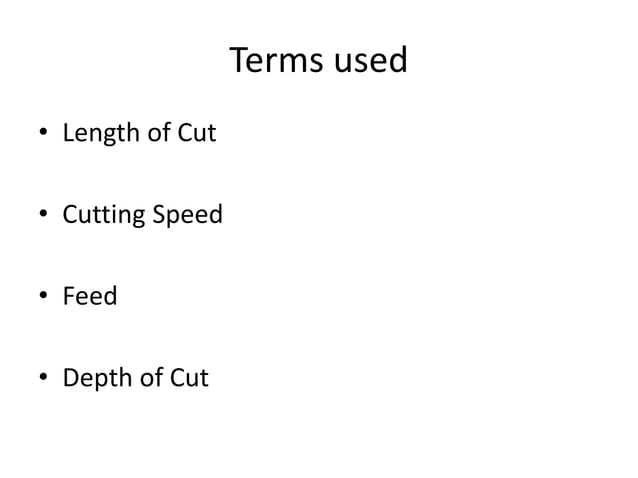 Terms used
• Length of Cut
• Cutting Speed
• Feed
• Depth of Cut